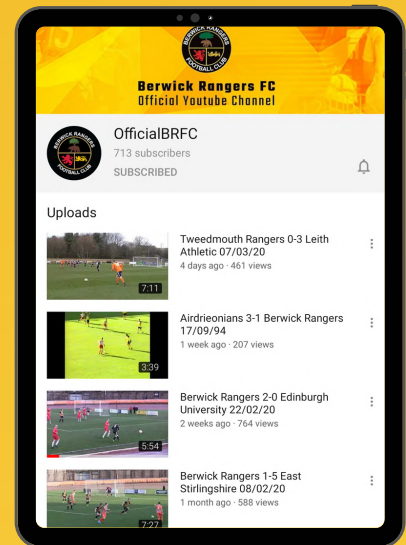 BERWICK RANGERS
FOOTBALL CLUB
Berwick Rangers FC
Official Youtube Channel
BERWICK RANGERS
FOOTBALL CLUB
OfficialBRFC
713 subscribers
SUBSCRIBED
Uploads
Tweedmouth Rangers 0-3 Leith
Athletic 07/03/20
4 days ago · 461 views
7:11
Airdrieonians 3-1 Berwick Rangers
17/09/94
1 week ago · 207 views
3:39
Berwick Rangers 2-0 Edinburgh
University 22/02/20
2 weeks ago · 764 views
5:54
Berwick Rangers 1-5 East
Stirlingshire 08/02/20
1 month ago · 588 views
7:27